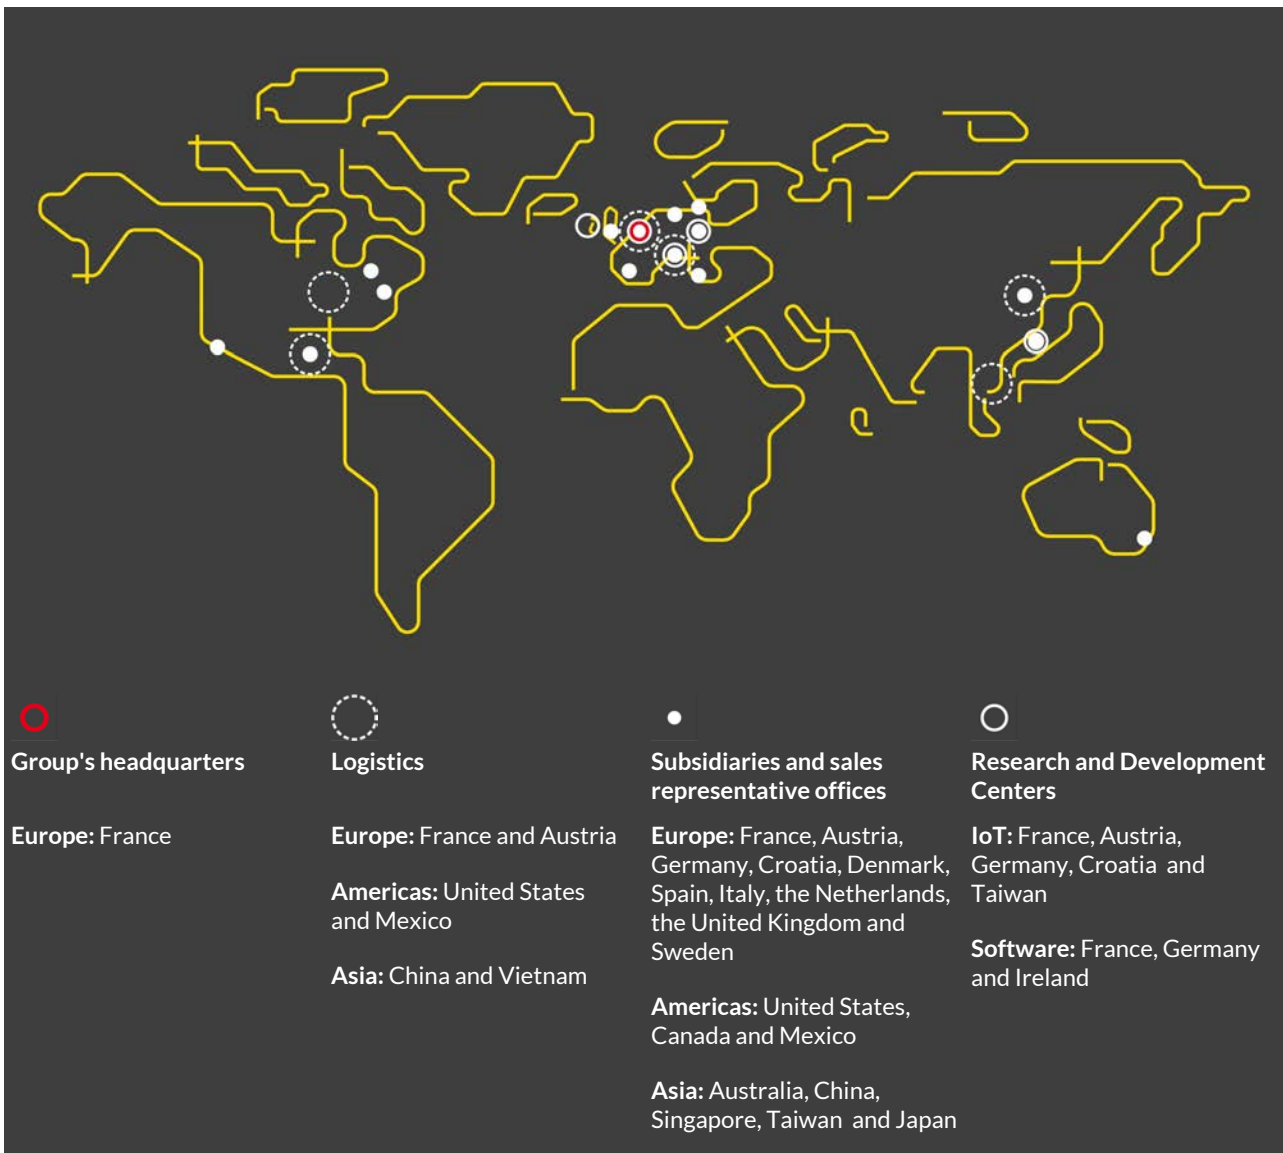 Group's headquarters
Europe: France
Logistics
Europe: France and Austria
Americas: United States
and Mexico
Asia: China and Vietnam
Subsidiaries and sales
representative offices
Europe: France, Austria,
Germany, Croatia, Denmark,
Spain, Italy, the Netherlands,
the United Kingdom and
Sweden
Americas: United States,
Canada and Mexico
Asia: Australia, China,
Singapore, Taiwan and Japan
Research and Development
Centers
IoT: France, Austria,
Germany, Croatia and
Taiwan
Software: France, Germany
and Ireland